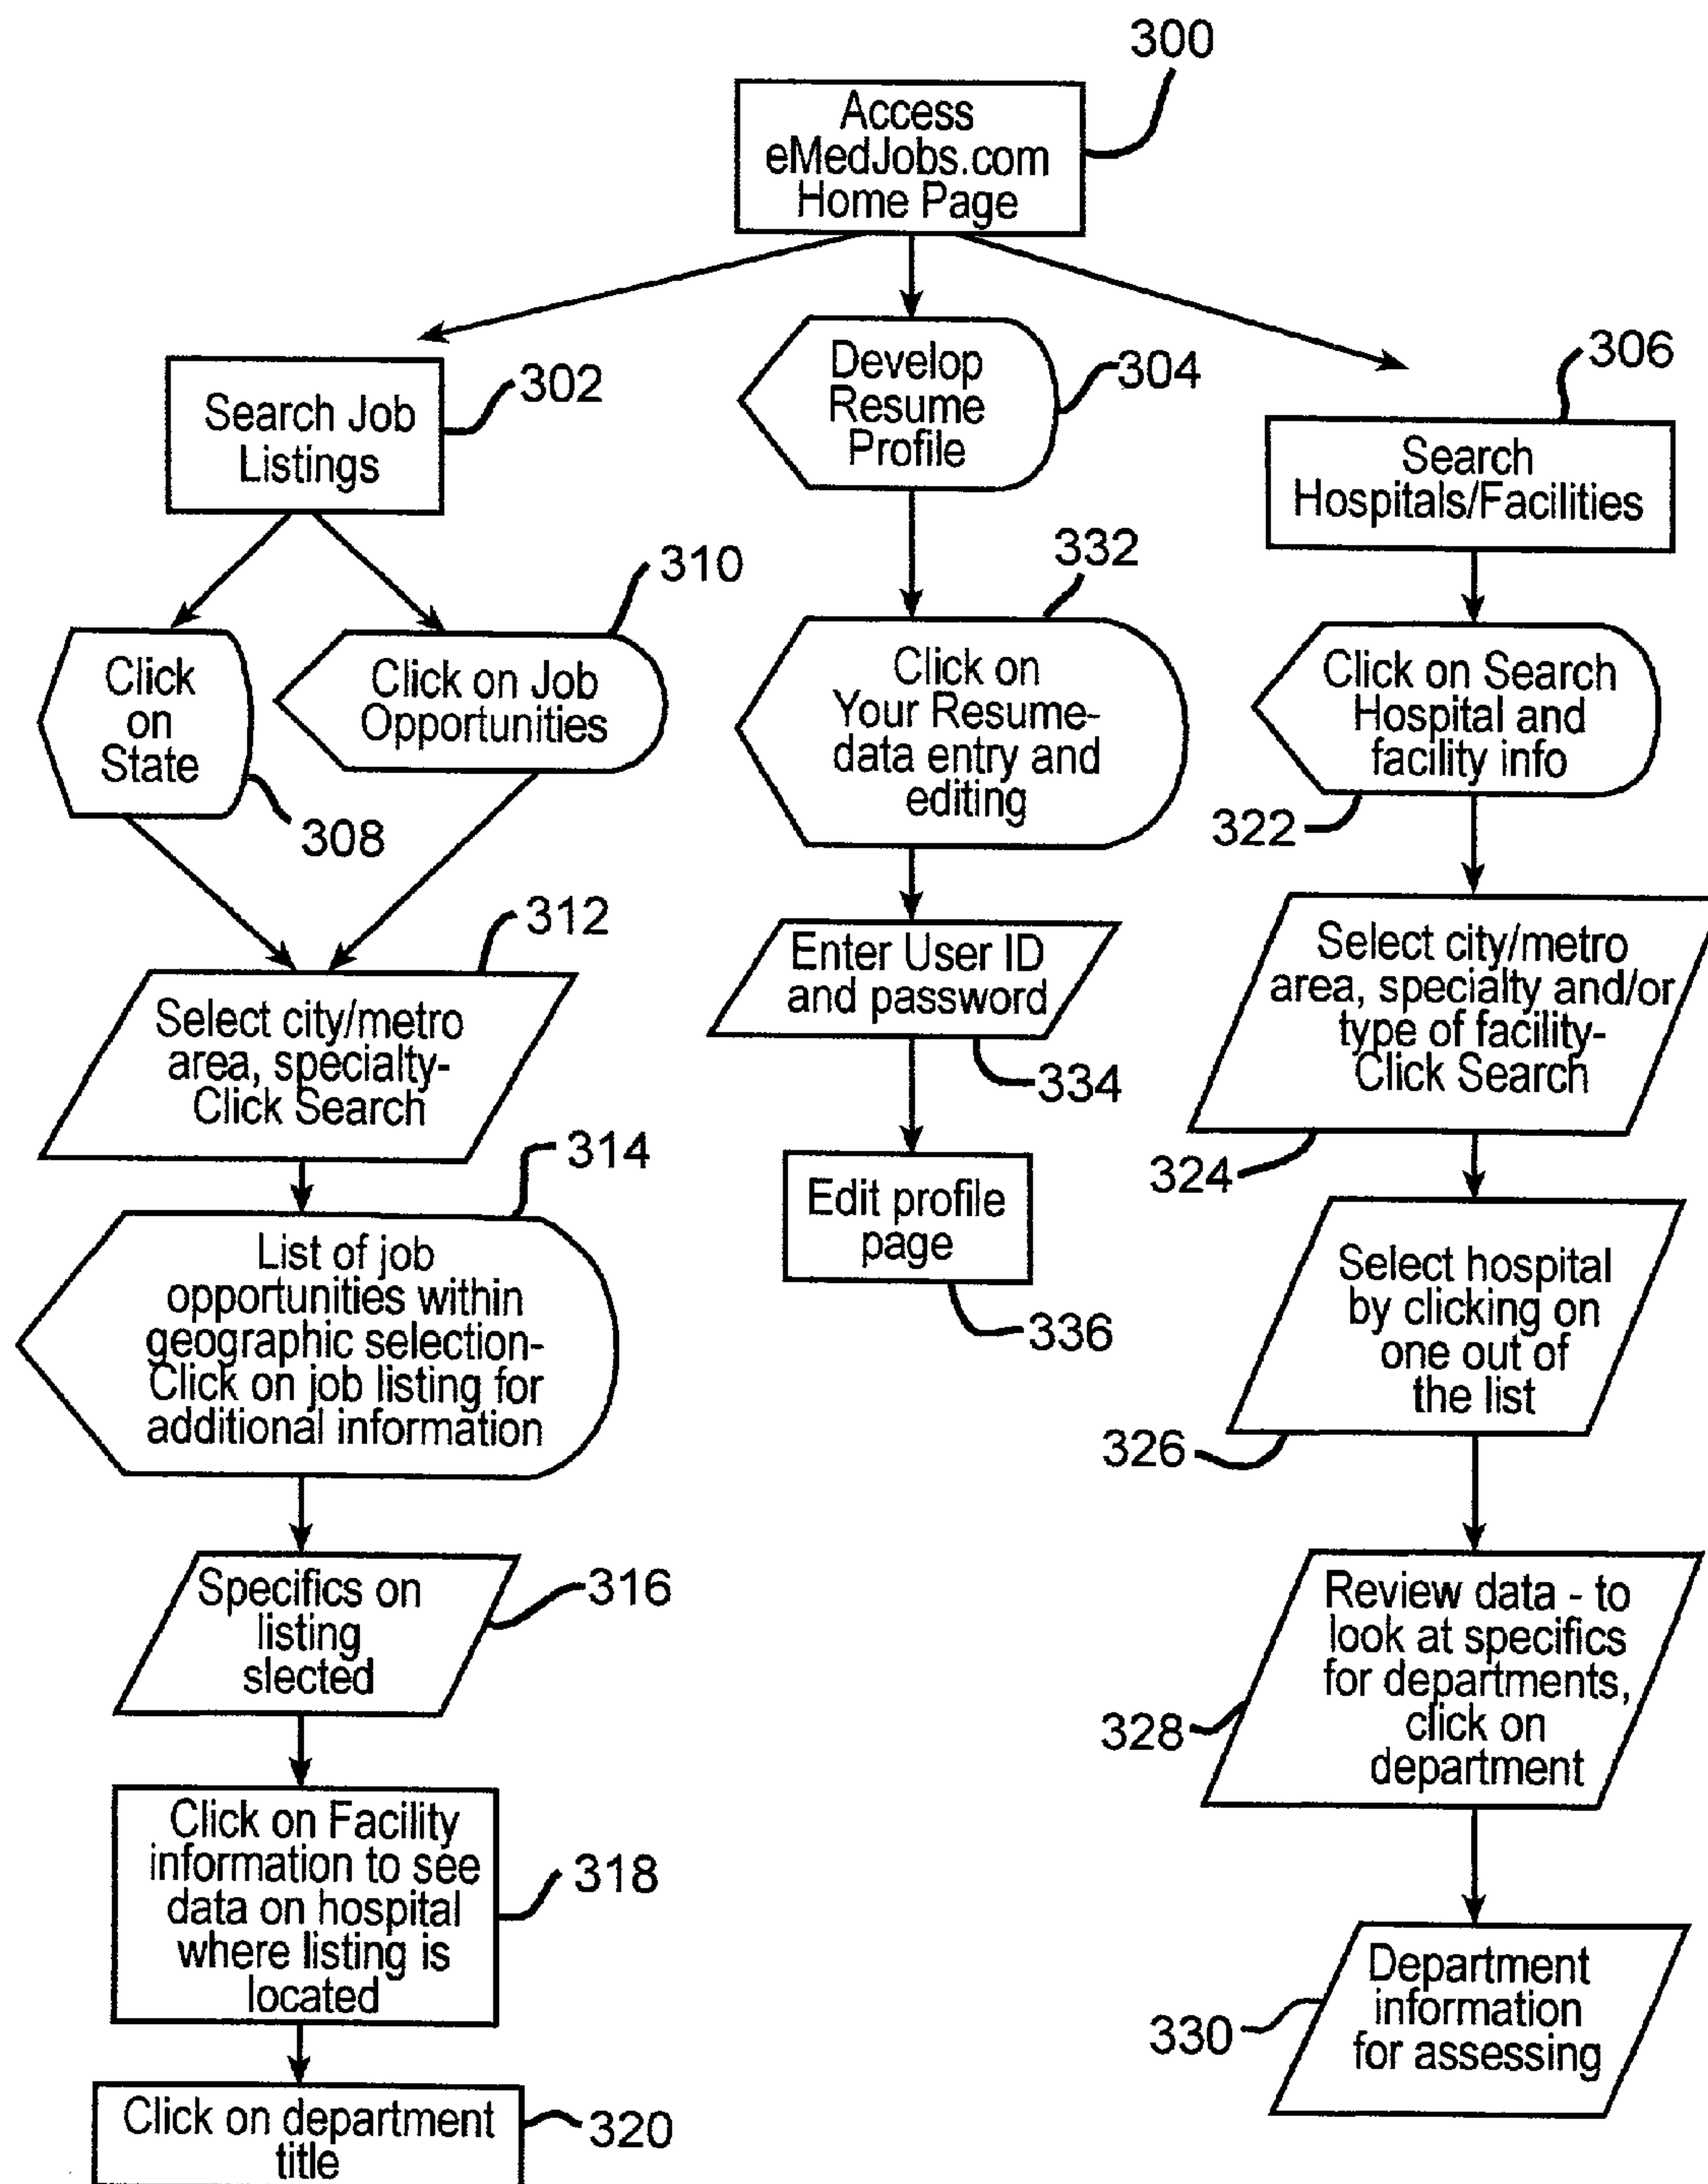 300
Access
eMedJobs.com
Home Page
302
Search Job
Listings
304
Develop
Resume
Profile
306
Search
Hospitals/Facilities
310
Click
on
State
308
Click on Job
Opportunities
332
Click on
Your Resume-
data entry and
editing
Click on Search
Hospital and
facility info
322
312
Select city/metro
area, specialty-
Click Search
Enter User ID
and password
334
Select city/metro
area, specialty and/or
type of facility-
Click Search
324
314
List of job
opportunities within
geographic selection-
Click on job listing for
additional information
Edit profile
page
336
Select hospital
by clicking on
one out of
the list
326
Specifics on
listing
slected
316
Review data - to
look at specifics
for departments,
click on
department
328
Click on Facility
information to see
data on hospital
where listing is
located
318
Department
information
for assessing
330
Click on department
title
320